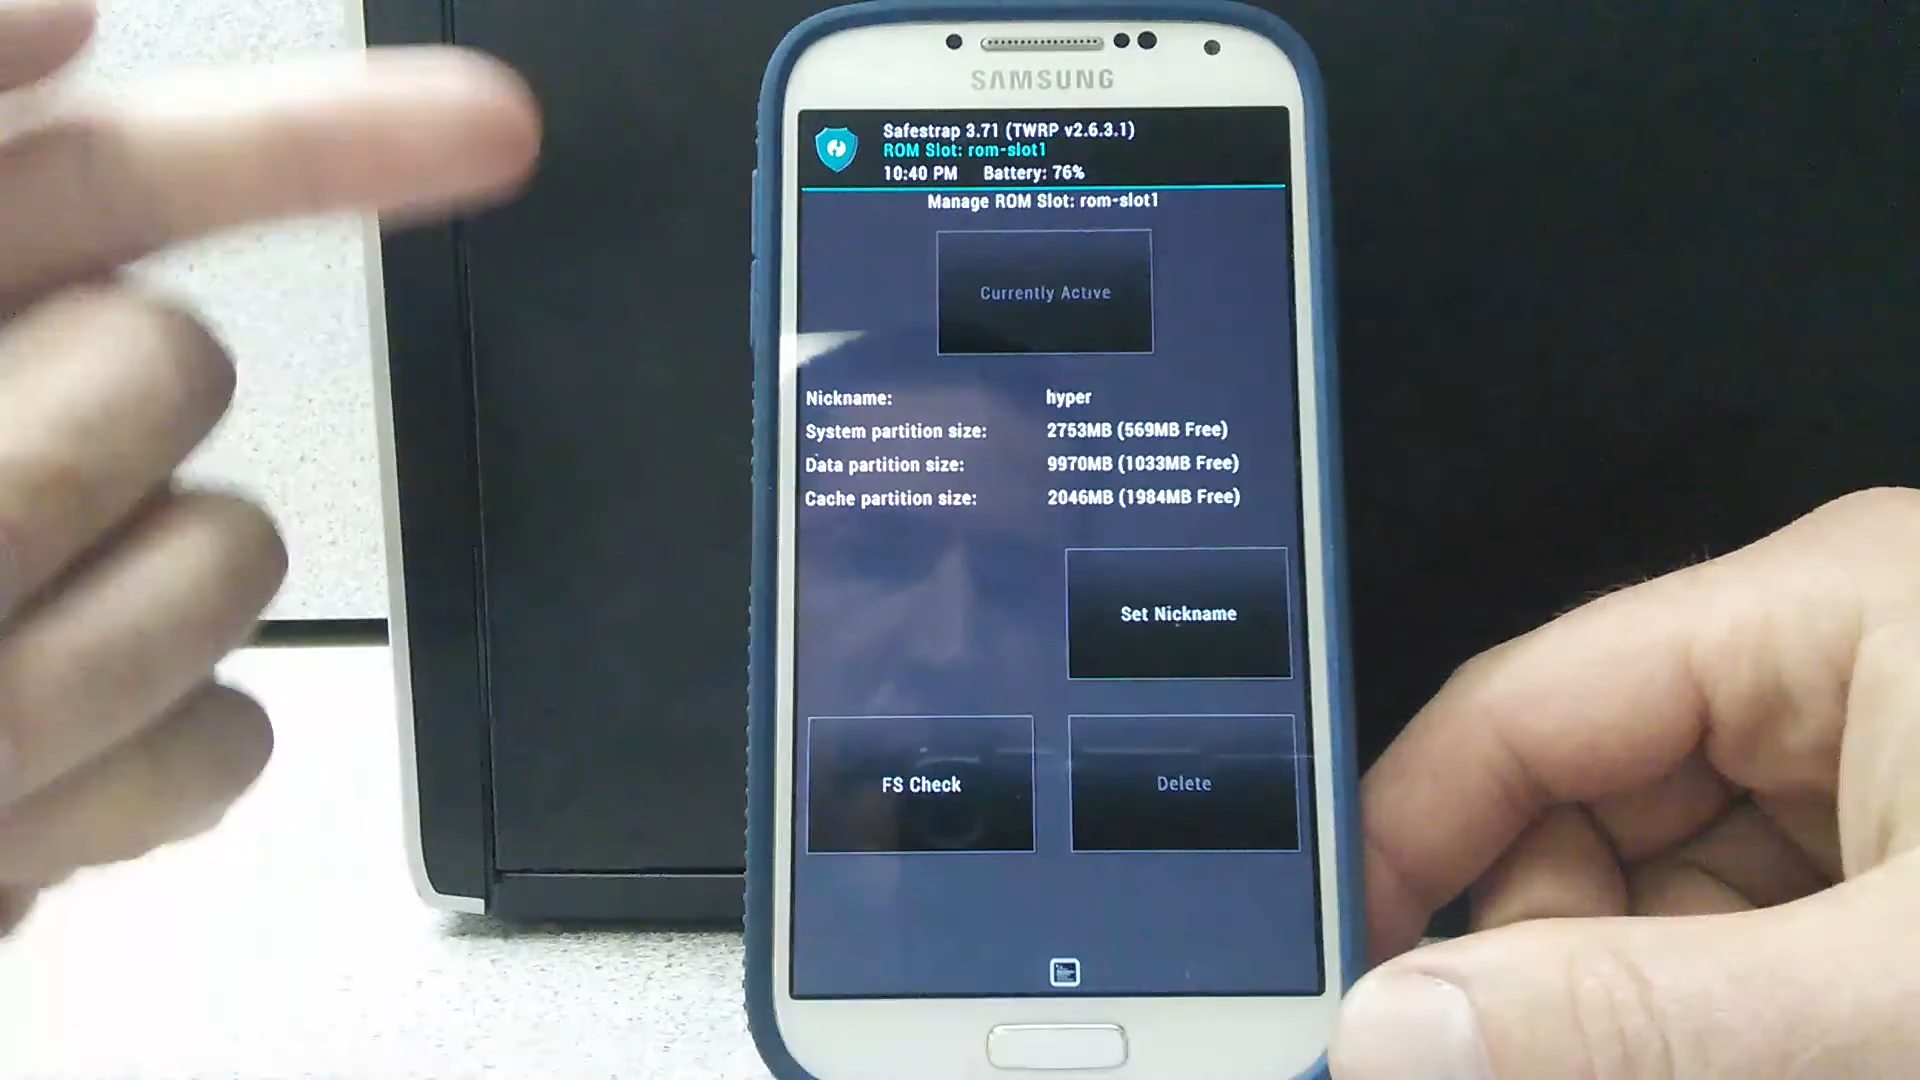 SAMSUNG
Safestrap 3.71 (TWRP v2.6.3.1)
ROM Slot: rom-slot1
10:40 PM Battery: 76%
Manage ROM Slot: rom-slot1
Currently Active
Nickname: hyper
System partition size: 2753MB (569MB Free)
Data partition size: 9970MB (1033MB Free)
Cache partition size: 2046MB (1984MB Free)
Set Nickname
FS Check Delete